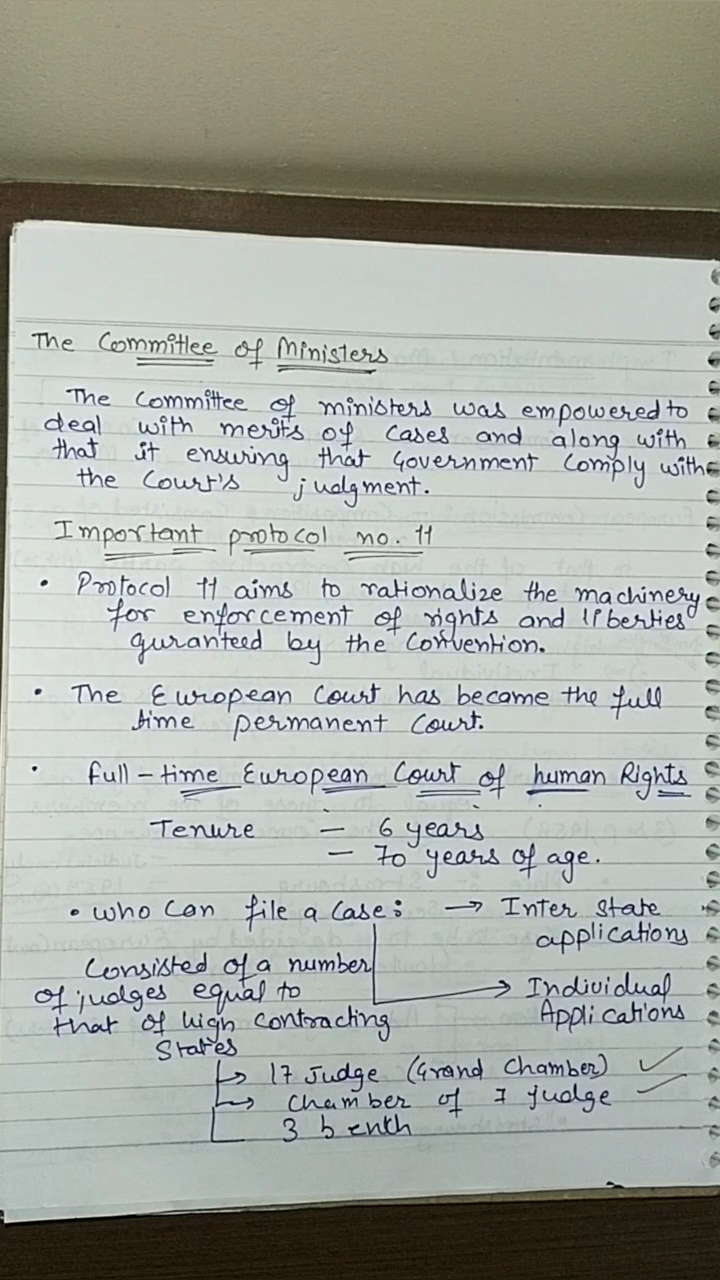 The Committee of Ministers
The Committee of ministers was empowered to
deal with merits of cases and along with
that it ensuring that Government comply with
the Court's judgment.
Important protocol no. 11
• Protocol 11 aims to rationalize the machinery
for enforcement of rights and liberties
guranteed by the Convention.
• The European Court has become the full
time permanent Court.
• full-time European Court of human Rights
Tenure - 6 years
- 70 years of age.
• who can file a case: → Inter State
applications
Consisted of a number
of judges equal to → Individual
that of high contracting Applications
States
→ 17 Judge (Grand Chamber) ✓
→ Chamber of 7 judge
3 benth